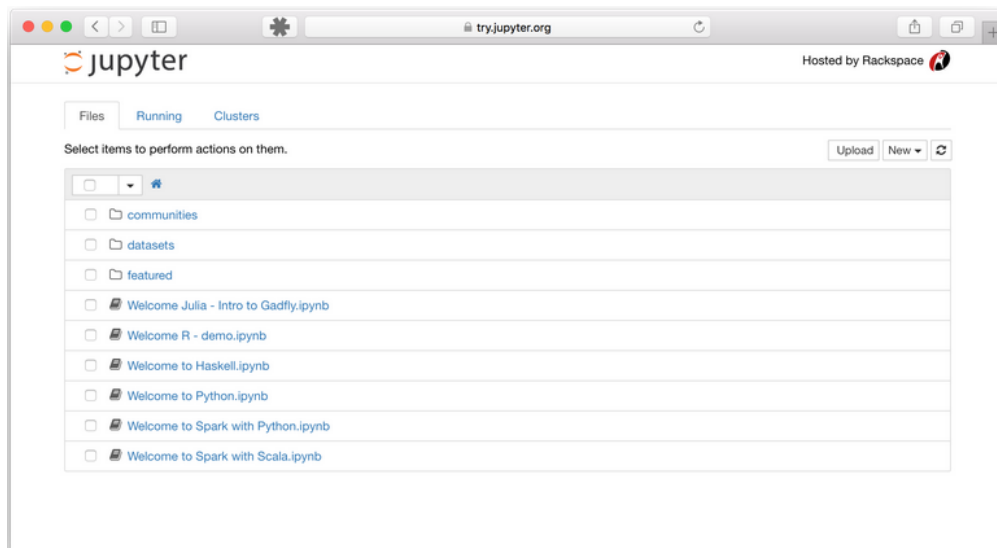 try.jupyter.org
jupyter
Hosted by Rackspace
Files Running Clusters
Select items to perform actions on them.
Upload New
communities
datasets
featured
Welcome Julia - Intro to Gadfly.ipynb
Welcome R - demo.ipynb
Welcome to Haskell.ipynb
Welcome to Python.ipynb
Welcome to Spark with Python.ipynb
Welcome to Spark with Scala.ipynb